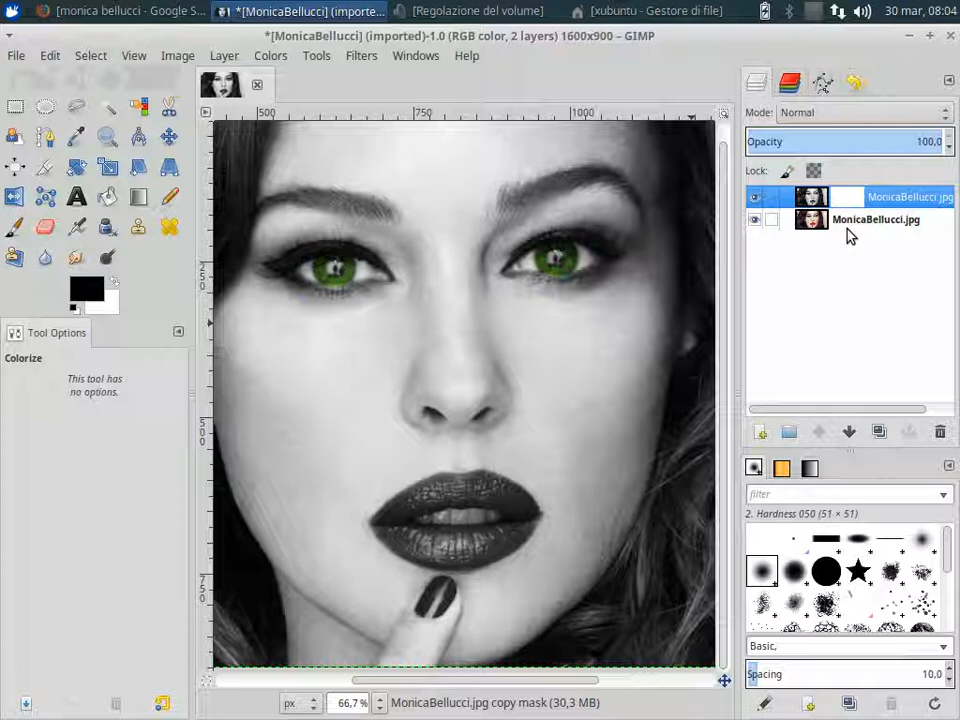 [monica bellucci - Google S...
*[MonicaBellucci] (importe...
[Regolazione del volume]
[xubuntu - Gestore di file]
30 mar, 08:04
*[MonicaBellucci] (imported)-1.0 (RGB color, 2 layers) 1600x900 – GIMP
File Edit Select View Image Layer Colors Tools Filters Windows Help
500 750 1000
Mode: Normal
Opacity 100,0
Lock:
MonicaBellucci.jpg
MonicaBellucci.jpg
250
Tool Options
Colorize
This tool has
no options.
500
filter
2. Hardness 050 (51 × 51)
750
Basic,
Spacing 10,0
px 66,7% MonicaBellucci.jpg copy mask (30,3 MB)